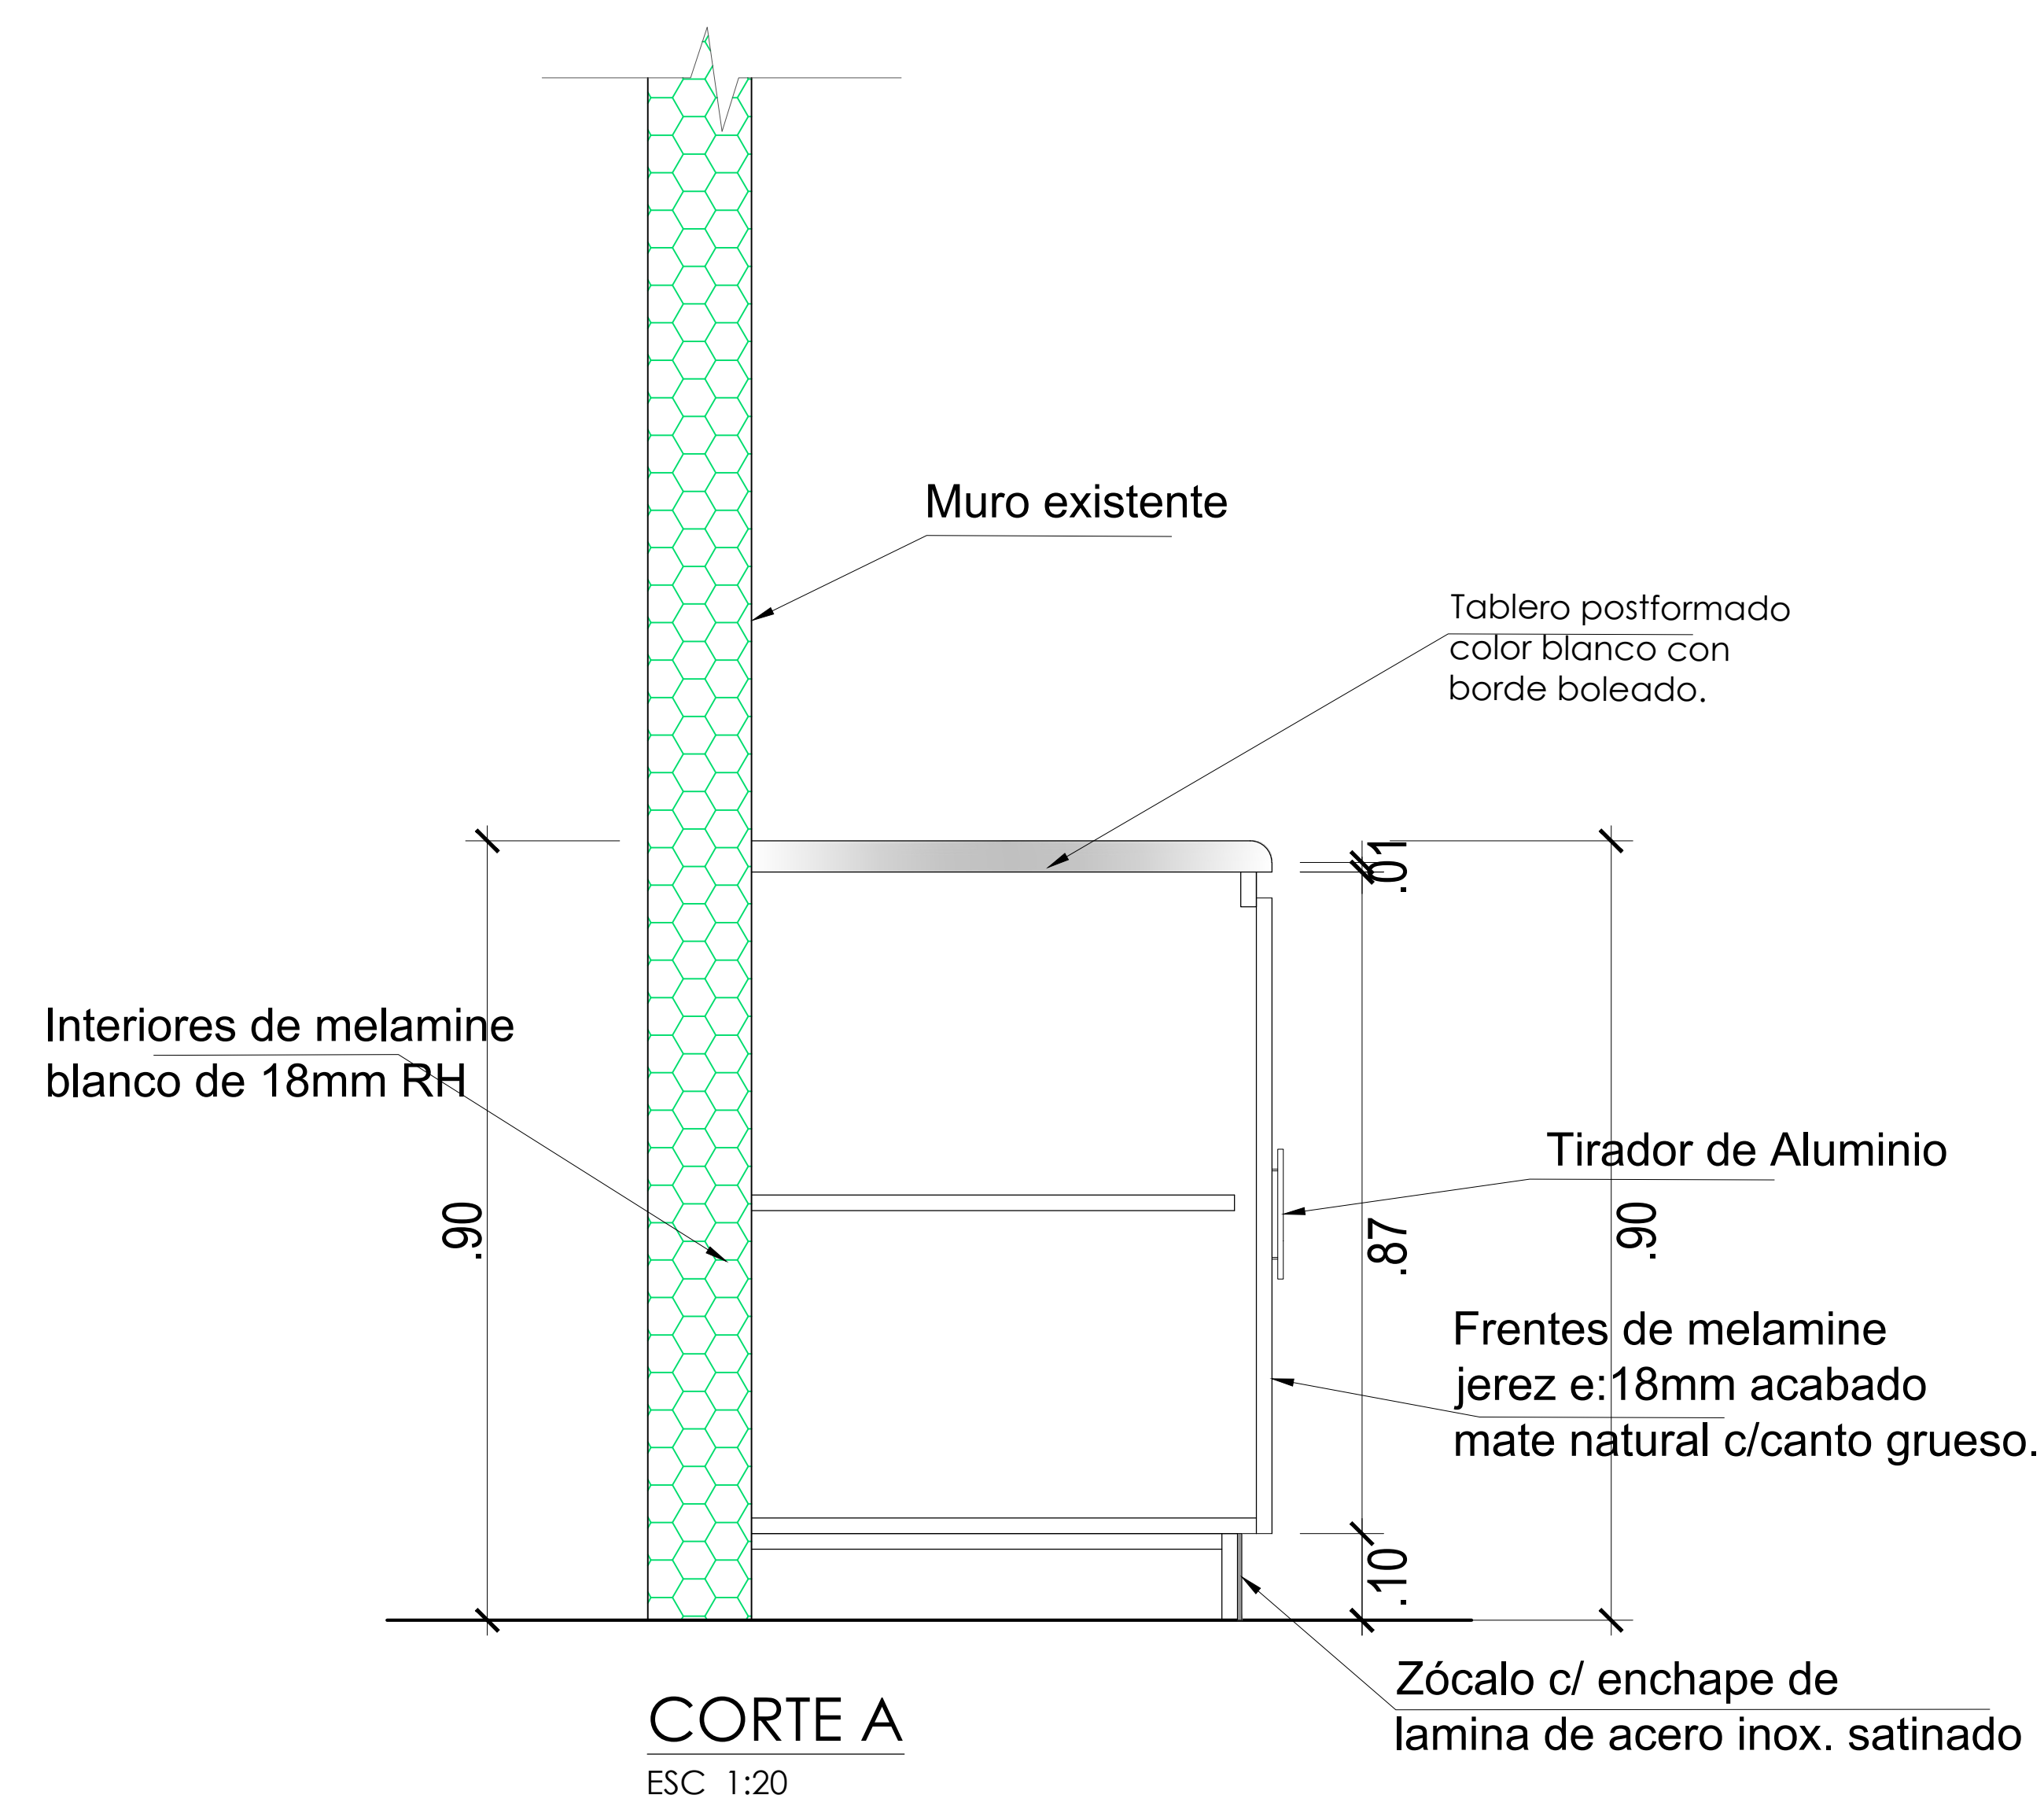 Muro existente
Tablero postformado
color blanco con
borde boleado.
.01
Interiores de melamine
blanco de 18mm RH
Tirador de Aluminio
.90
.87
.90
Frentes de melamine
jerez e:18mm acabado
mate natural c/canto grueso.
.10
Zócalo c/ enchape de
lamina de acero inox. satinado
CORTE A
ESC 1:20